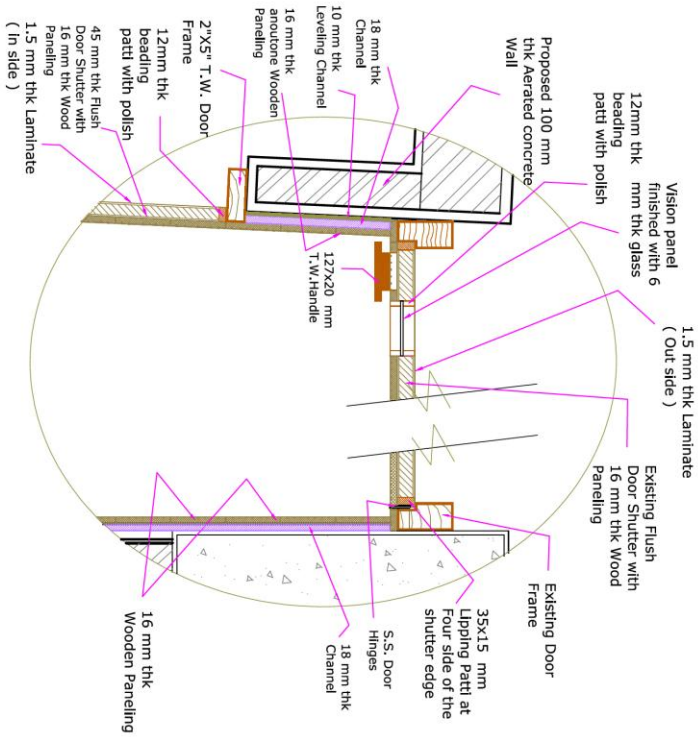 18 mm thk
Channel
10 mm thk
Leveling Channel
16 mm thk
anoutone Wooden
Paneling
2"X5" T.W. Door
Frame
12mm thk
beading
patti with polish
45 mm thk Flush
Door Shutter with
16 mm thk Wood
Paneling
1.5 mm thk Laminate
( In side )
Proposed 100 mm
thk Aerated concrete
Wall
12mm thk
beading
patti with polish
Vision panel
finished with 6
mm thk glass
1.5 mm thk Laminate
( Out side )
127x20 mm
T.W.Handle
Existing Flush
Door Shutter with
16 mm thk Wood
Paneling
Existing Door
Frame
35x15 mm
Lipping Patti at
Four side of the
shutter edge
S.S. Door
Hinges
18 mm thk
Channel
16 mm thk
Wooden Paneling